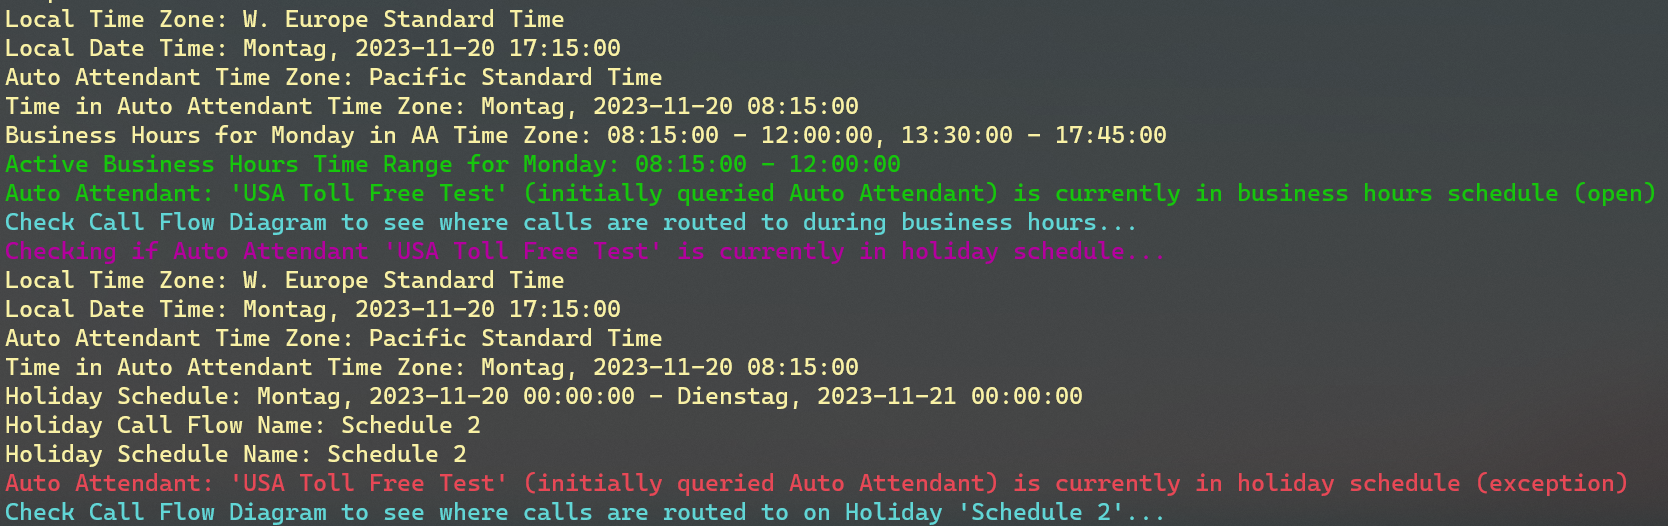 Local Time Zone: W. Europe Standard Time
Local Date Time: Montag, 2023-11-20 17:15:00
Auto Attendant Time Zone: Pacific Standard Time
Time in Auto Attendant Time Zone: Montag, 2023-11-20 08:15:00
Business Hours for Monday in AA Time Zone: 08:15:00 - 12:00:00, 13:30:00 - 17:45:00
Active Business Hours Time Range for Monday: 08:15:00 - 12:00:00
Auto Attendant: 'USA Toll Free Test' (initially queried Auto Attendant) is currently in business hours schedule (open)
Check Call Flow Diagram to see where calls are routed to during business hours...
Checking if Auto Attendant 'USA Toll Free Test' is currently in holiday schedule...
Local Time Zone: W. Europe Standard Time
Local Date Time: Montag, 2023-11-20 17:15:00
Auto Attendant Time Zone: Pacific Standard Time
Time in Auto Attendant Time Zone: Montag, 2023-11-20 08:15:00
Holiday Schedule: Montag, 2023-11-20 00:00:00 - Dienstag, 2023-11-21 00:00:00
Holiday Call Flow Name: Schedule 2
Holiday Schedule Name: Schedule 2
Auto Attendant: 'USA Toll Free Test' (initially queried Auto Attendant) is currently in holiday schedule (exception)
Check Call Flow Diagram to see where calls are routed to on Holiday 'Schedule 2'...